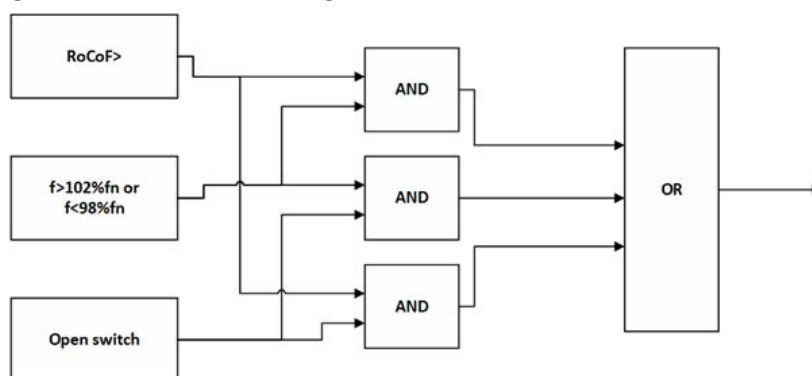 RoCoF>
AND
f>102%fn or
f<98%fn
AND
OR
AND
Open switch